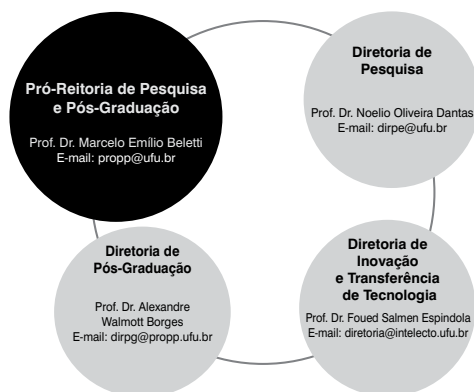 Pró-Reitoria de Pesquisa
e Pós-Graduação
Prof. Dr. Marcelo Emílio Beletti
E-mail: propp@ufu.br
Diretoria de
Pesquisa
Prof. Dr. Noelio Oliveira Dantas
E-mail: dirpe@ufu.br
Diretoria de
Pós-Graduação
Prof. Dr. Alexandre
Walmott Borges
E-mail: dirpg@propp.ufu.br
Diretoria de
Inovação
e Transferência
de Tecnologia
Prof. Dr. Foued Salmen Espindola
E-mail: diretoria@intelecto.ufu.br